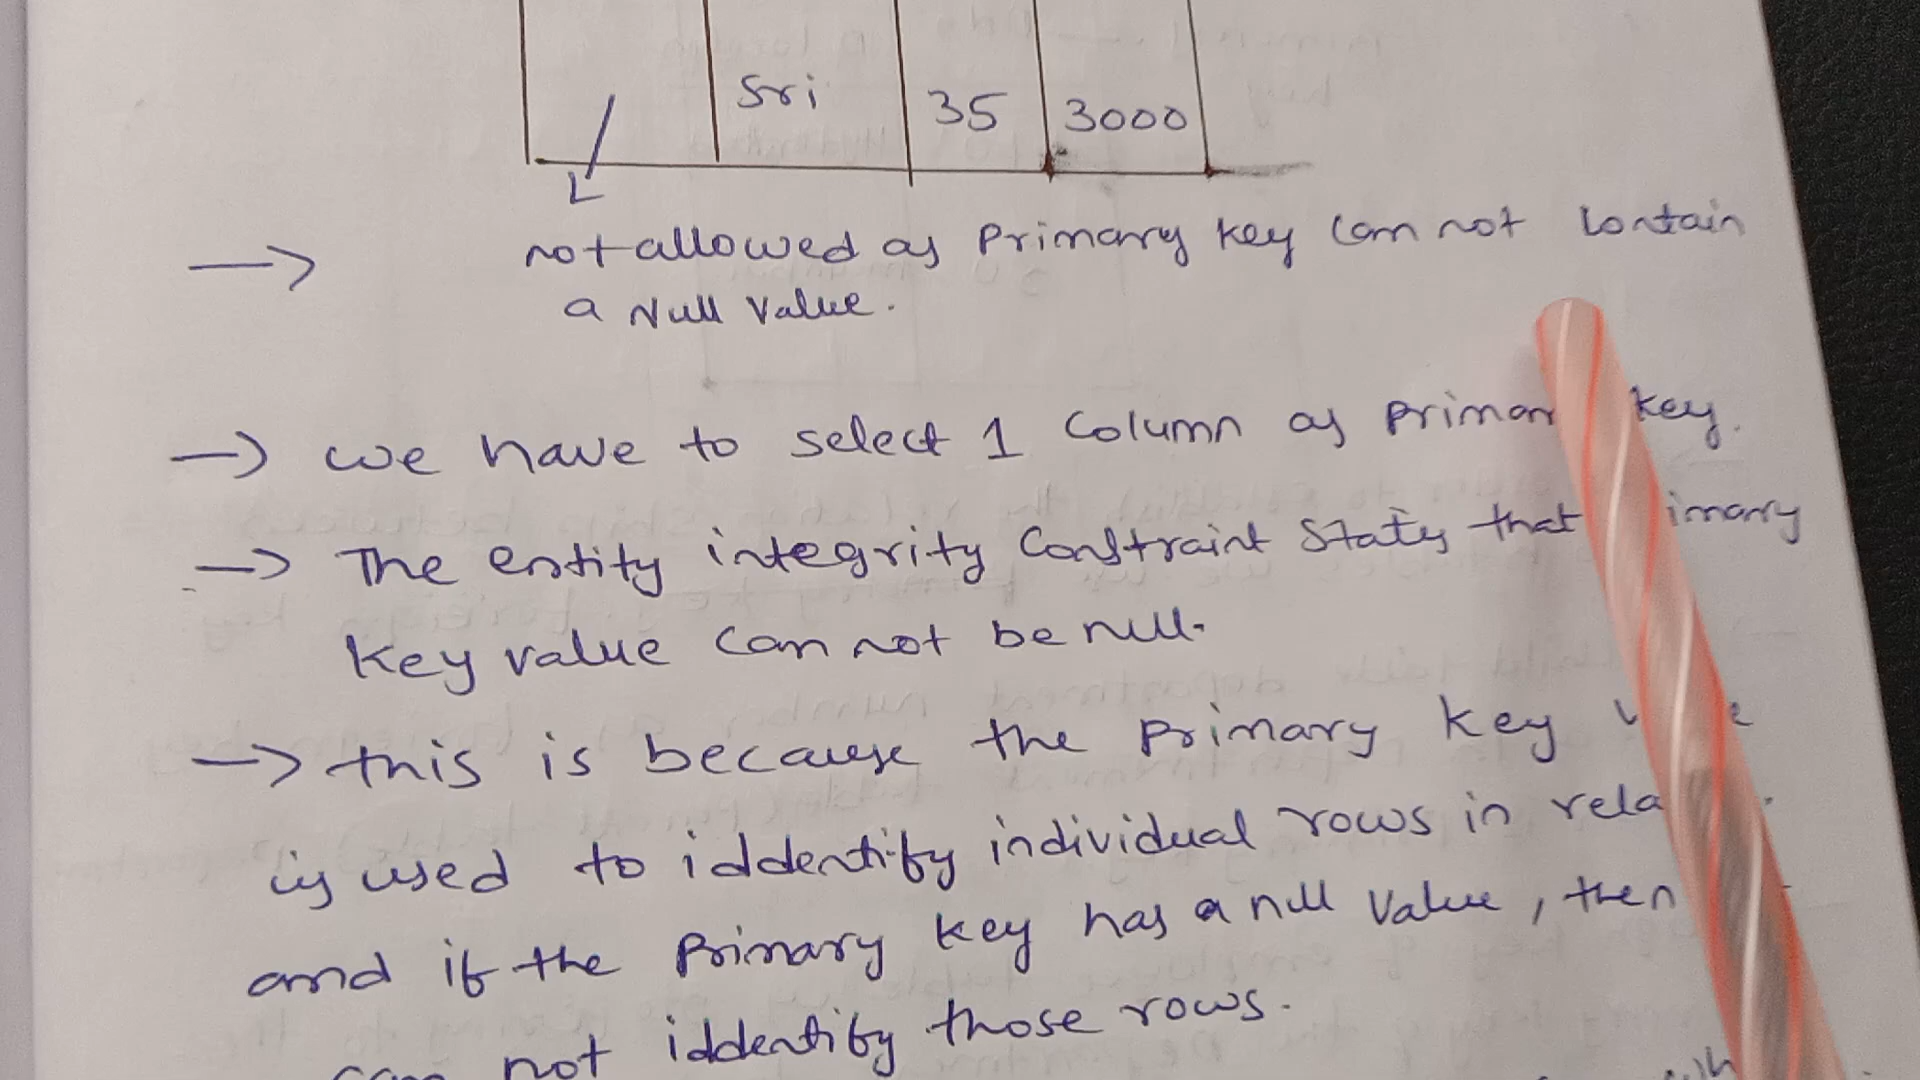 Sri 35 3000
not allowed as Primary key can not contain
a Null value.
→ we have to select 1 column as primary key.
→ The entity integrity constraint states that
key value can not be null.
→ this is because the primary key
is used to iddentify individual rows in
and if the primary key has a null value, then
can not iddentify those rows.